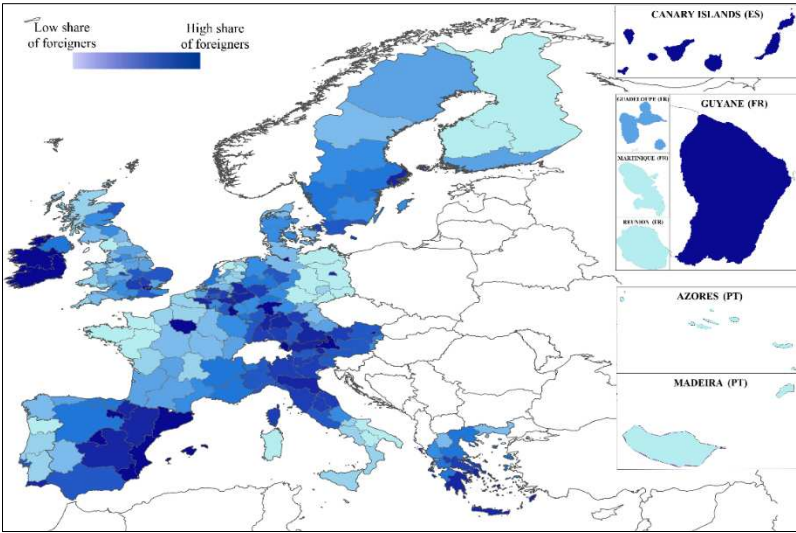 Low share
of foreigners
High share
of foreigners
CANARY ISLANDS (ES)
GUADELOUPE (FR)
GUYANE (FR)
MARTINIQUE (FR)
REUNION (FR)
AZORES (PT)
MADEIRA (PT)